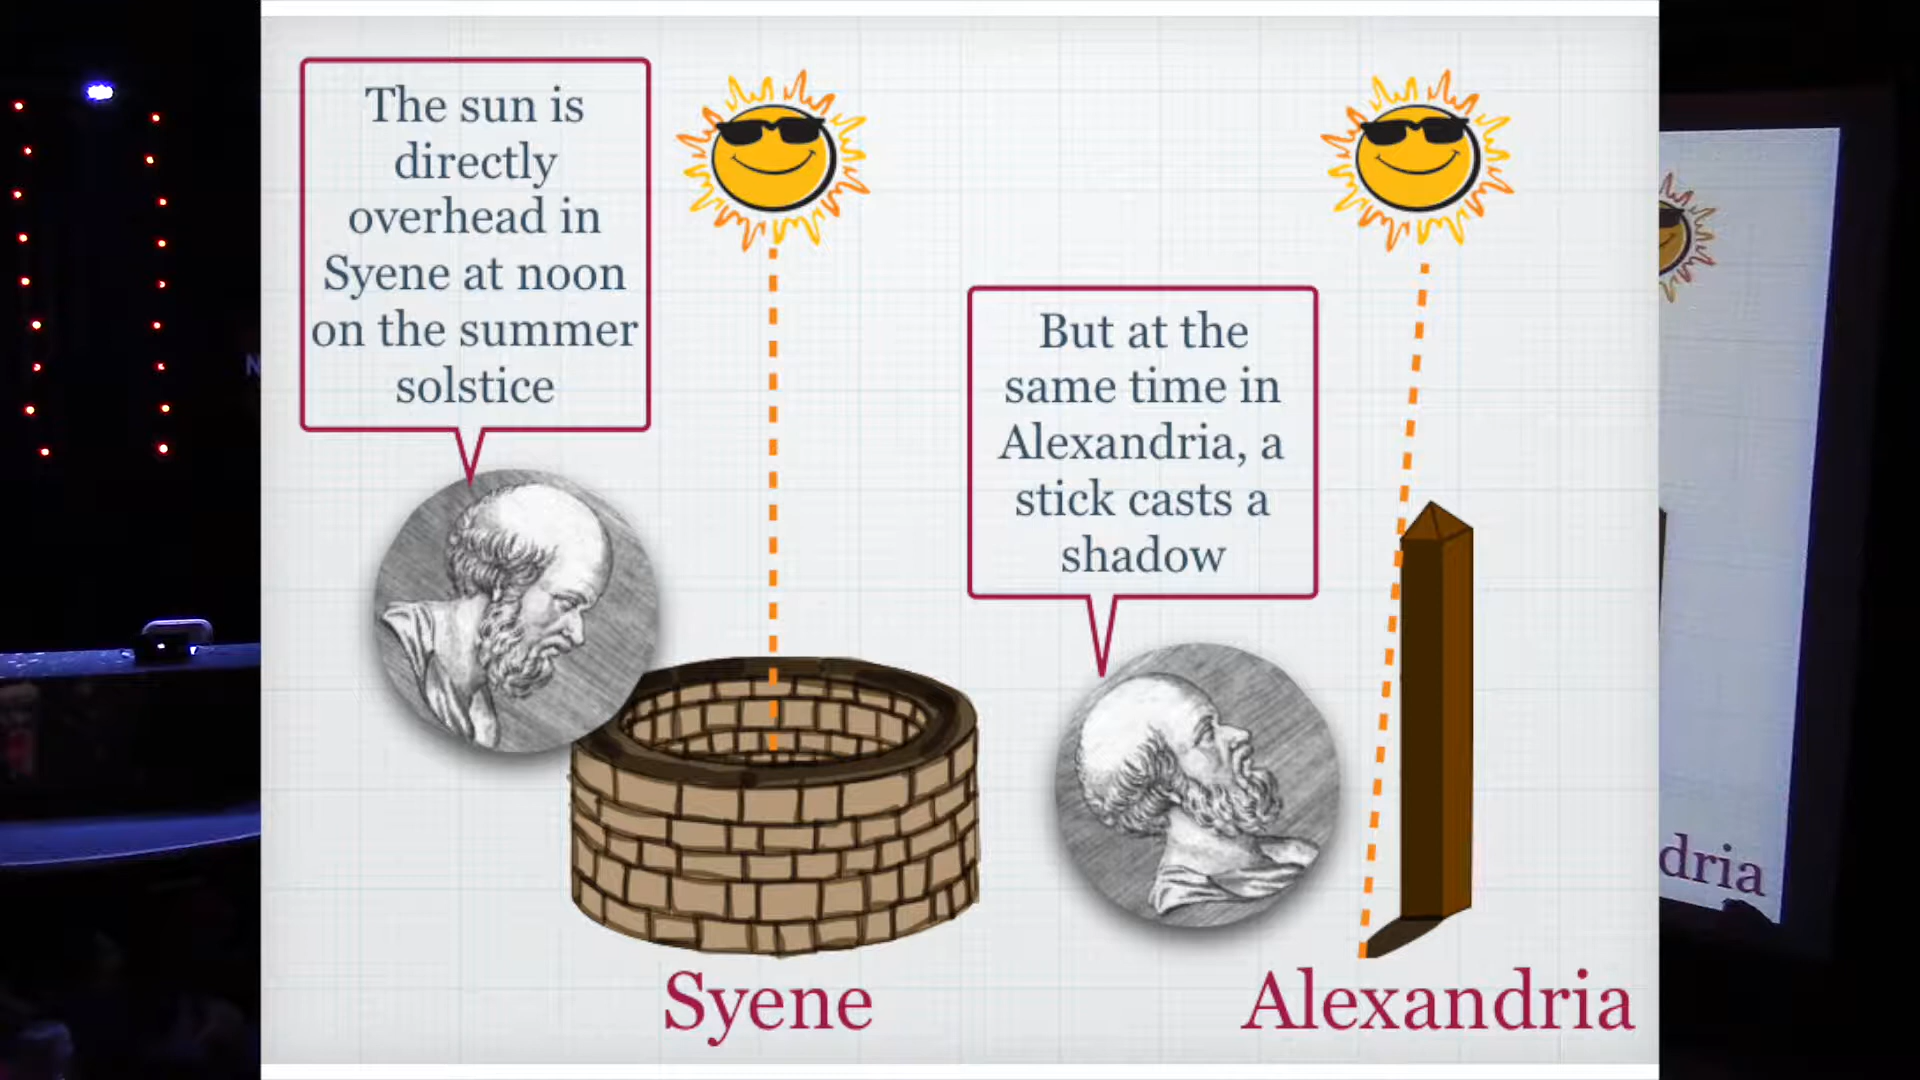 The sun is
directly
overhead in
Syene at noon
on the summer
solstice
But at the
same time in
Alexandria, a
stick casts a
shadow
Syene
Alexandria
dria
N